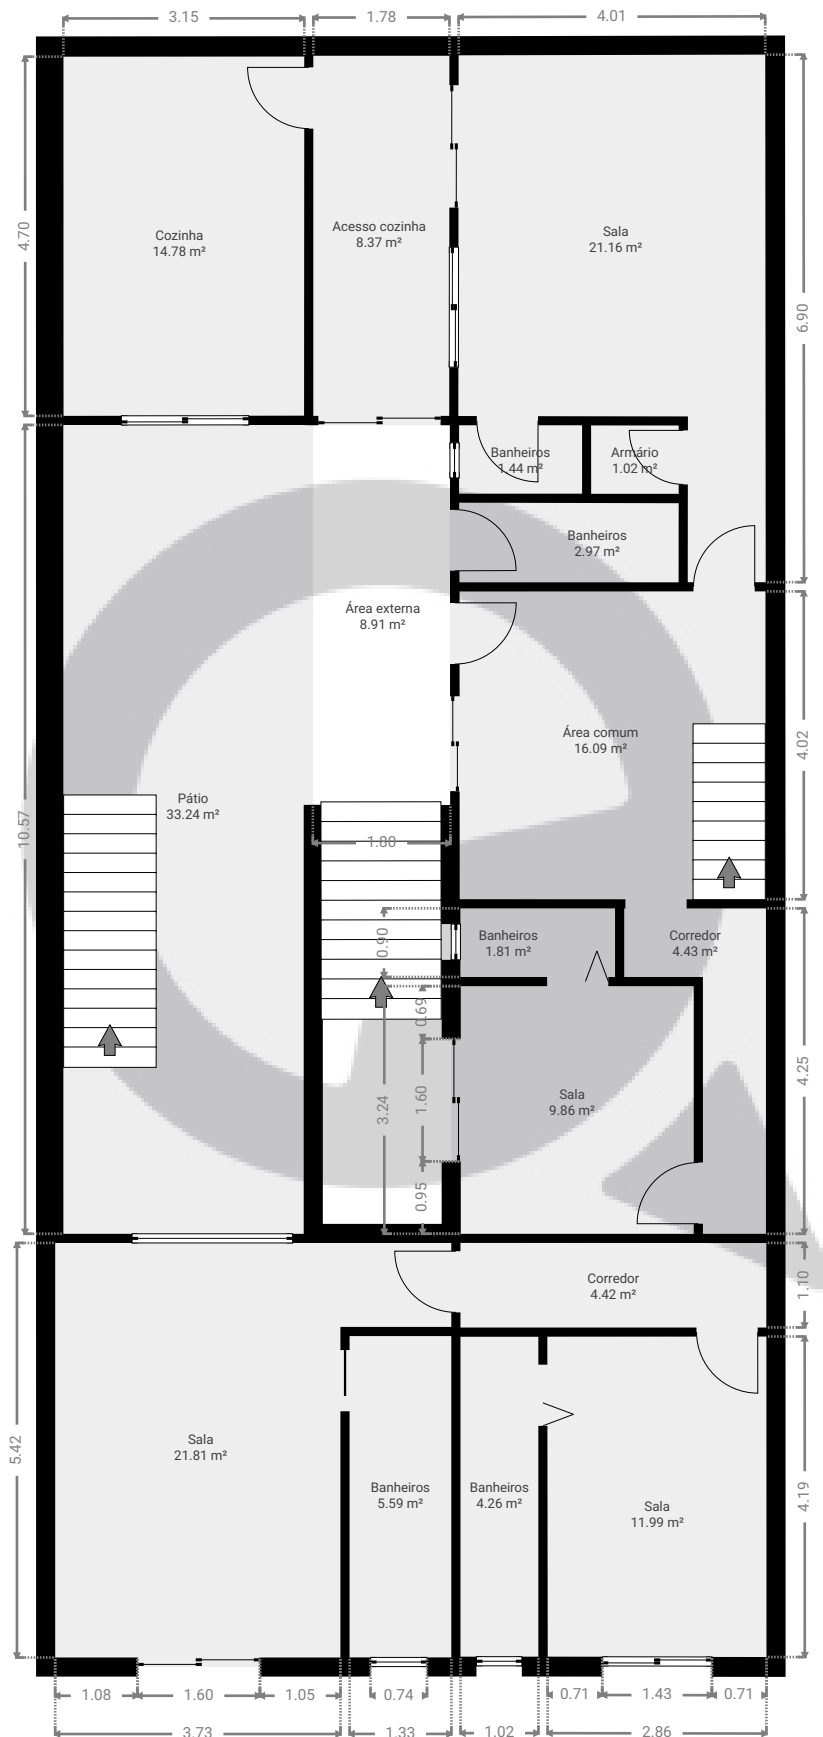 3.15
1.78
4.01
4.70
Cozinha
14.78 m²
Acesso cozinha
8.37 m²
Sala
21.16 m²
6.90
Banheiros
1.44 m²
Armário
1.02 m²
Banheiros
2.97 m²
Área externa
8.91 m²
Área comum
16.09 m²
4.02
Pátio
33.24 m²
10.57
1.80
0.90
Banheiros
1.81 m²
Corredor
4.43 m²
0.69
4.25
3.24
1.60
Sala
9.86 m²
0.95
Corredor
4.42 m²
1.10
5.42
Sala
21.81 m²
Banheiros
5.59 m²
Banheiros
4.26 m²
Sala
11.99 m²
4.19
1.08
1.60
1.05
0.74
0.71
1.43
0.71
3.73
1.33
1.02
2.86